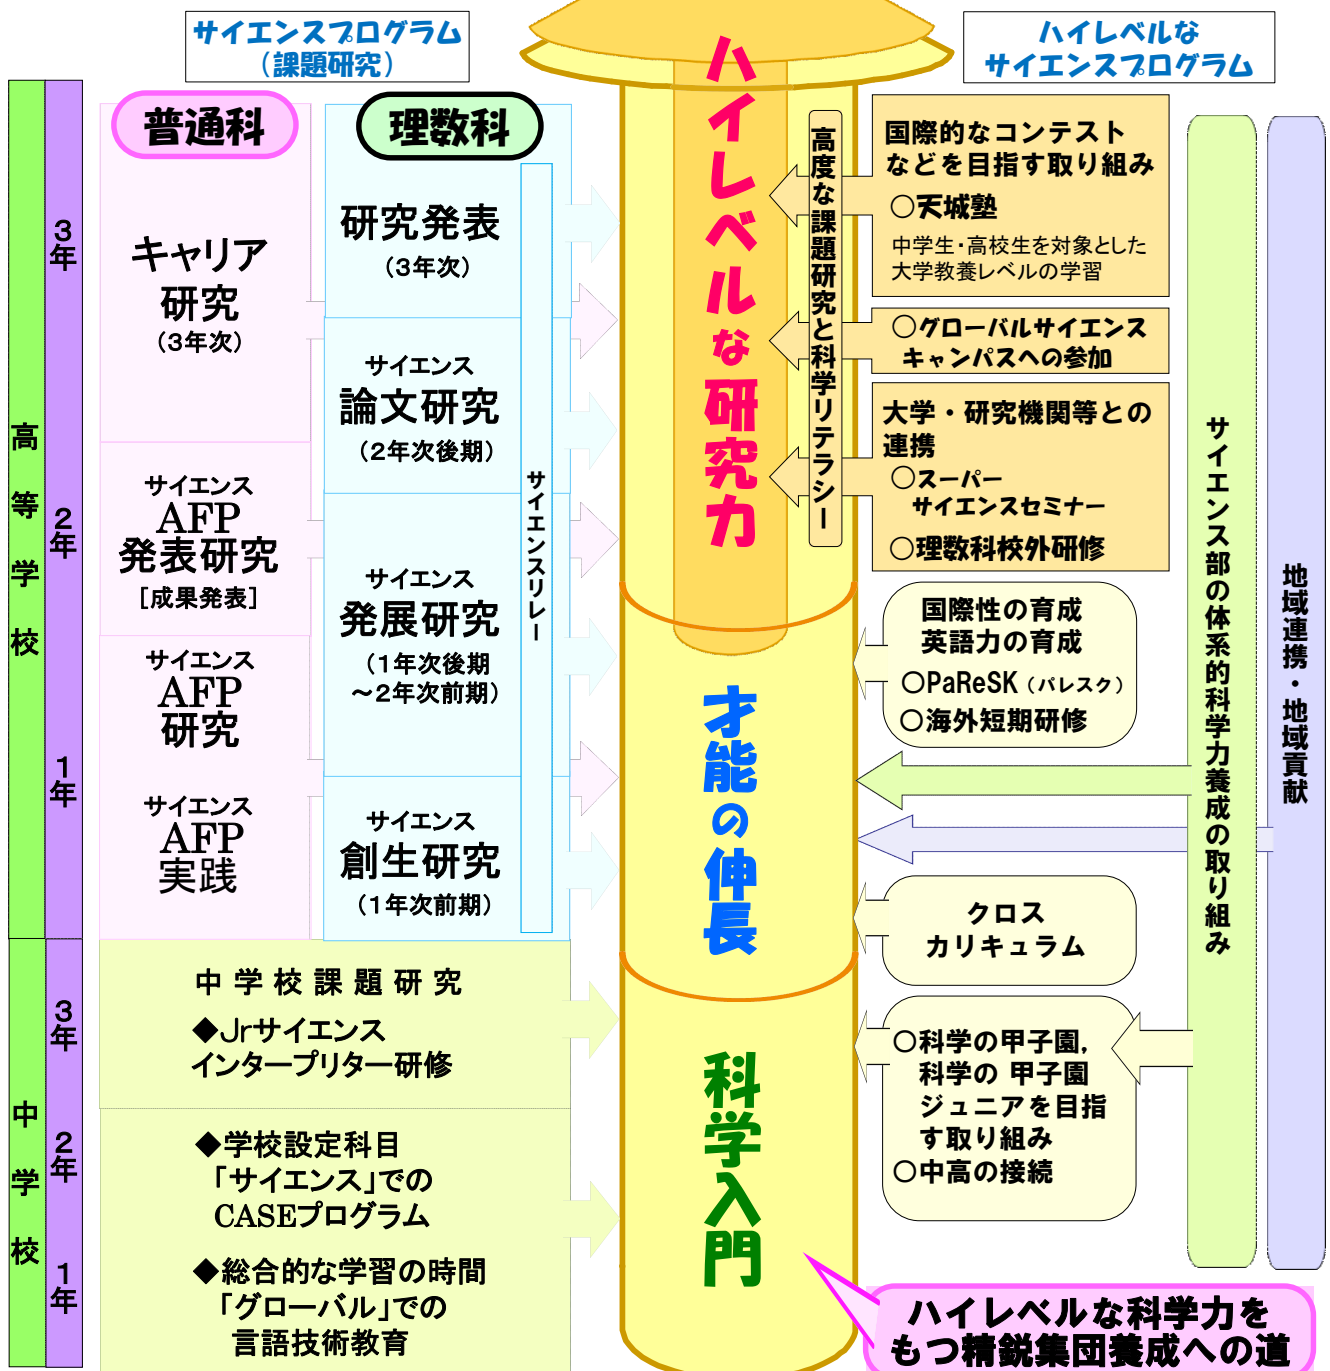 サイエンスプログラム
（課題研究）
ハイレベルな
サイエンスプログラム
高等学校
3年
2年
1年
中学校
3年
2年
1年
普通科
キャリア
研究
（3年次）
サイエンス
AFP
発表研究
［成果発表］
サイエンス
AFP
研究
サイエンス
AFP
実践
理数科
研究発表
（3年次）
サイエンス
論文研究
（2年次後期）
サイエンス
発展研究
（1年次後期
～2年次前期）
サイエンス
創生研究
（1年次前期）
サイエンスリレー
中学校課題研究
◆Jrサイエンス
インタープリター研修
◆学校設定科目
「サイエンス」での
CASEプログラム
◆総合的な学習の時間
「グローバル」での
言語技術教育
ハイレベルな研究力
才能の伸長
科学入門
高度な課題研究と科学リテラシー
国際的なコンテスト
などを目指す取り組み
○天城塾
中学生・高校生を対象とした
大学教養レベルの学習
○グローバルサイエンス
キャンパスへの参加
大学・研究機関等との
連携
○スーパー
サイエンスセミナー
○理数科校外研修
国際性の育成
英語力の育成
○PaReSK（パレスク）
○海外短期研修
クロス
カリキュラム
○科学の甲子園，
科学の 甲子園
ジュニアを目指
す取り組み
○中高の接続
サイエンス部の体系的科学力養成の取り組み
地域連携・地域貢献
ハイレベルな科学力を
もつ精鋭集団養成への道